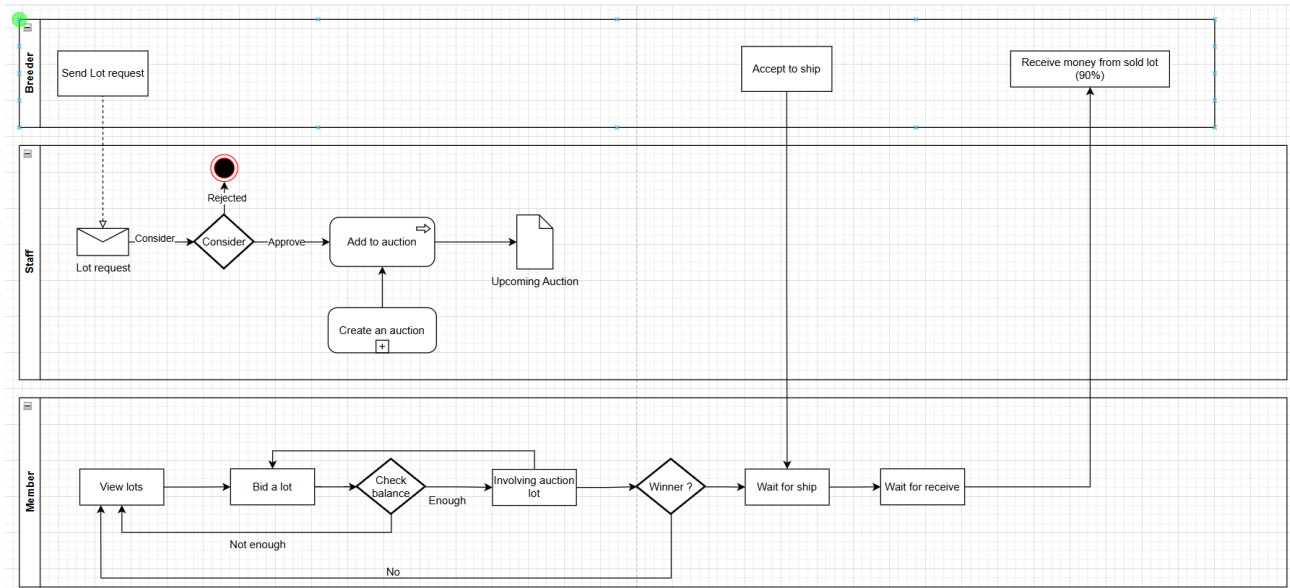 Breeder
Send Lot request
Accept to ship
Receive money from sold lot
(90%)
Staff
Rejected
Consider
Consider
Approve
Add to auction
Lot request
Upcoming Auction
Create an auction
+
Member
View lots
Bid a lot
Check
balance
Enough
Involving auction
lot
Winner ?
Wait for ship
Wait for receive
Not enough
No